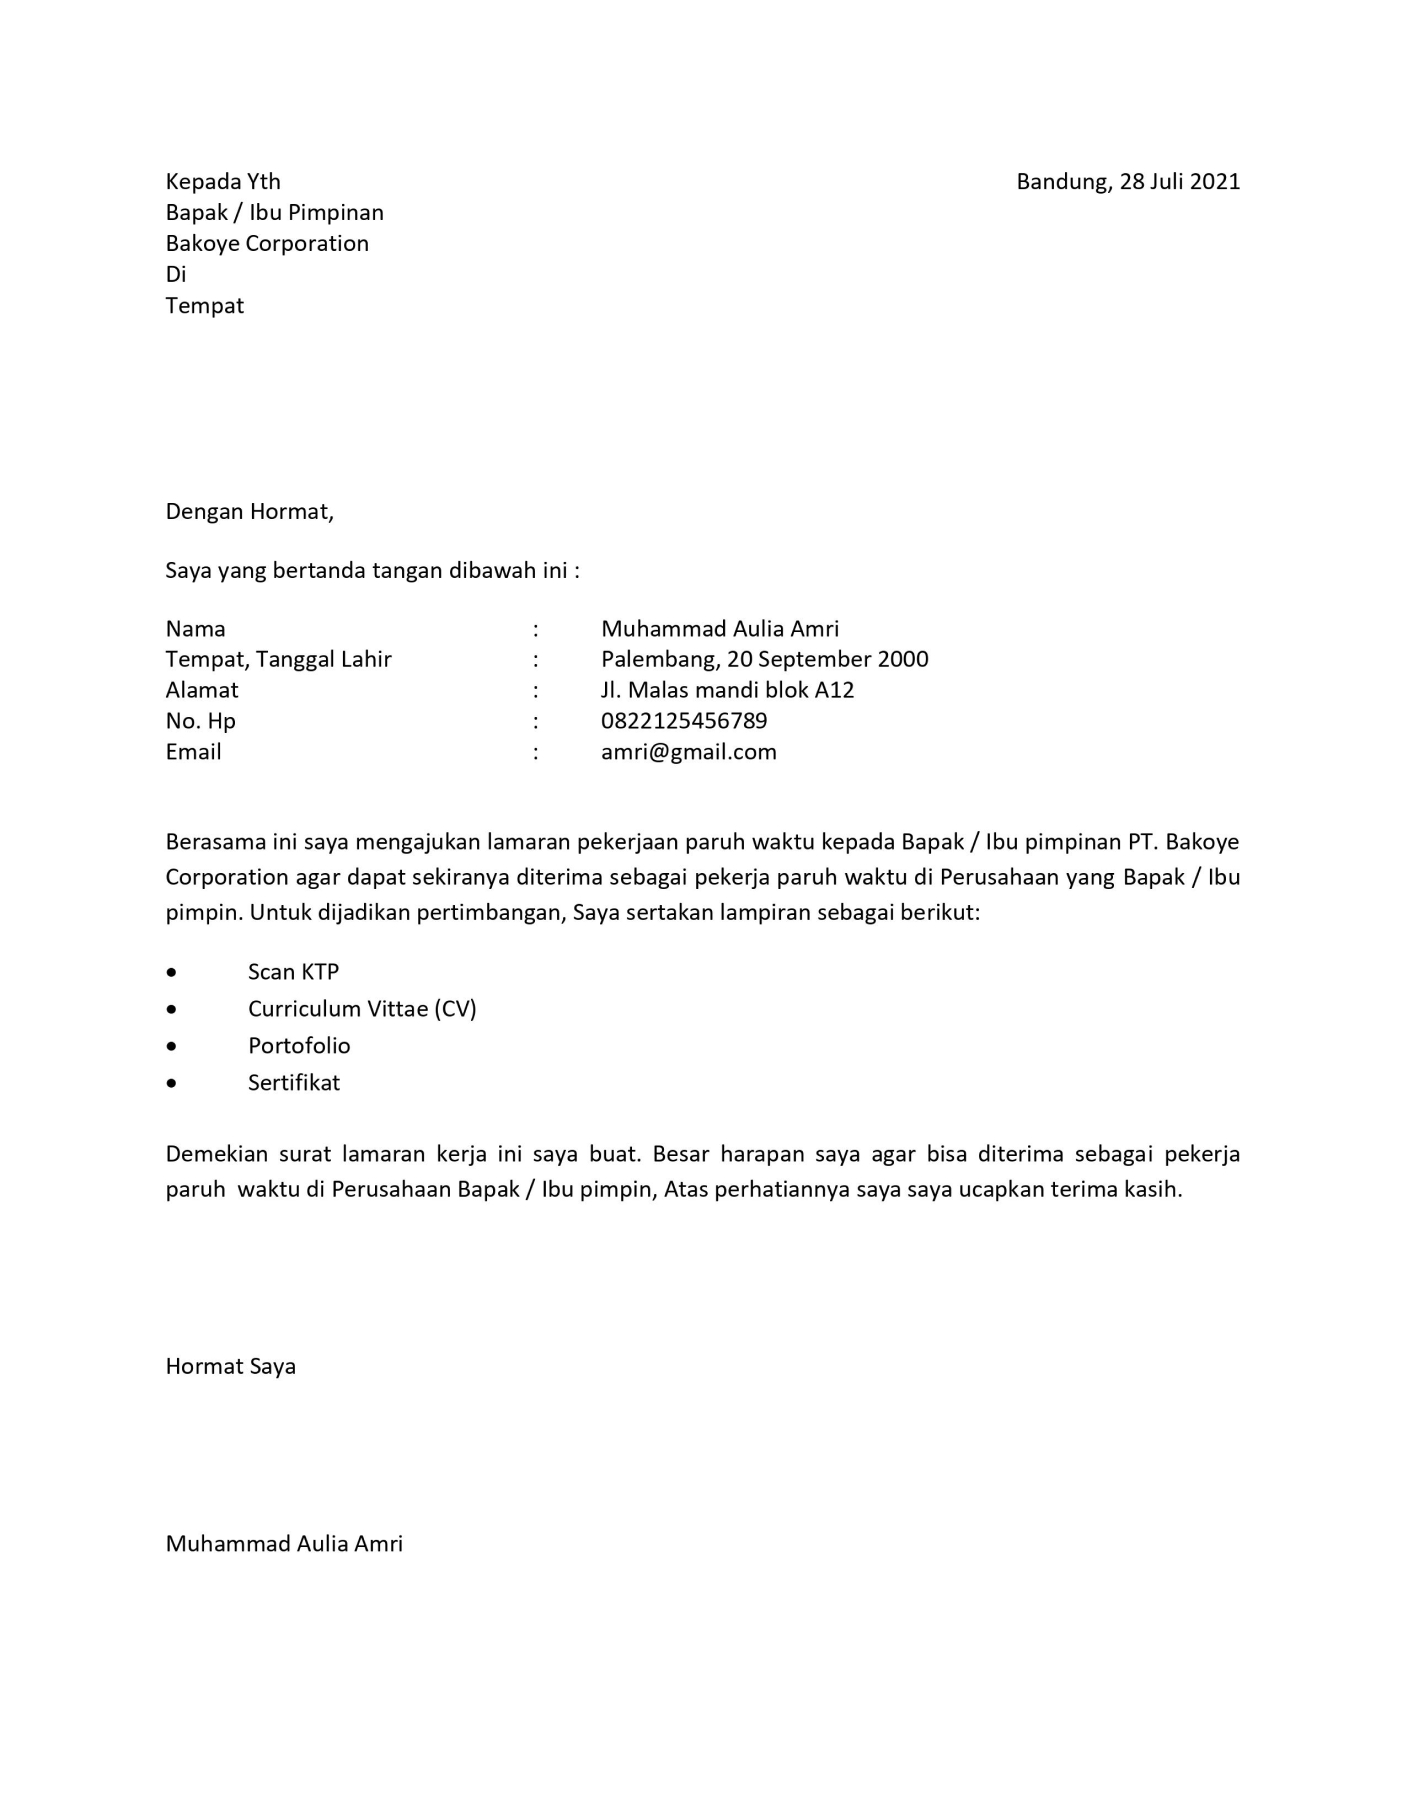 Kepada Yth
Bandung, 28 Juli 2021
Bapak / Ibu Pimpinan
Bakoye Corporation
Di
Tempat
Dengan Hormat,
Saya yang bertanda tangan dibawah ini :
Nama : Muhammad Aulia Amri
Tempat, Tanggal Lahir : Palembang, 20 September 2000
Alamat : Jl. Malas mandi blok A12
No. Hp : 0822125456789
Email : amri@gmail.com
Berasama ini saya mengajukan lamaran pekerjaan paruh waktu kepada Bapak / Ibu pimpinan PT. Bakoye
Corporation agar dapat sekiranya diterima sebagai pekerja paruh waktu di Perusahaan yang Bapak / Ibu
pimpin. Untuk dijadikan pertimbangan, Saya sertakan lampiran sebagai berikut:
• Scan KTP
• Curriculum Vittae (CV)
• Portofolio
• Sertifikat
Demekian surat lamaran kerja ini saya buat. Besar harapan saya agar bisa diterima sebagai pekerja
paruh waktu di Perusahaan Bapak / Ibu pimpin, Atas perhatiannya saya saya ucapkan terima kasih.
Hormat Saya
Muhammad Aulia Amri